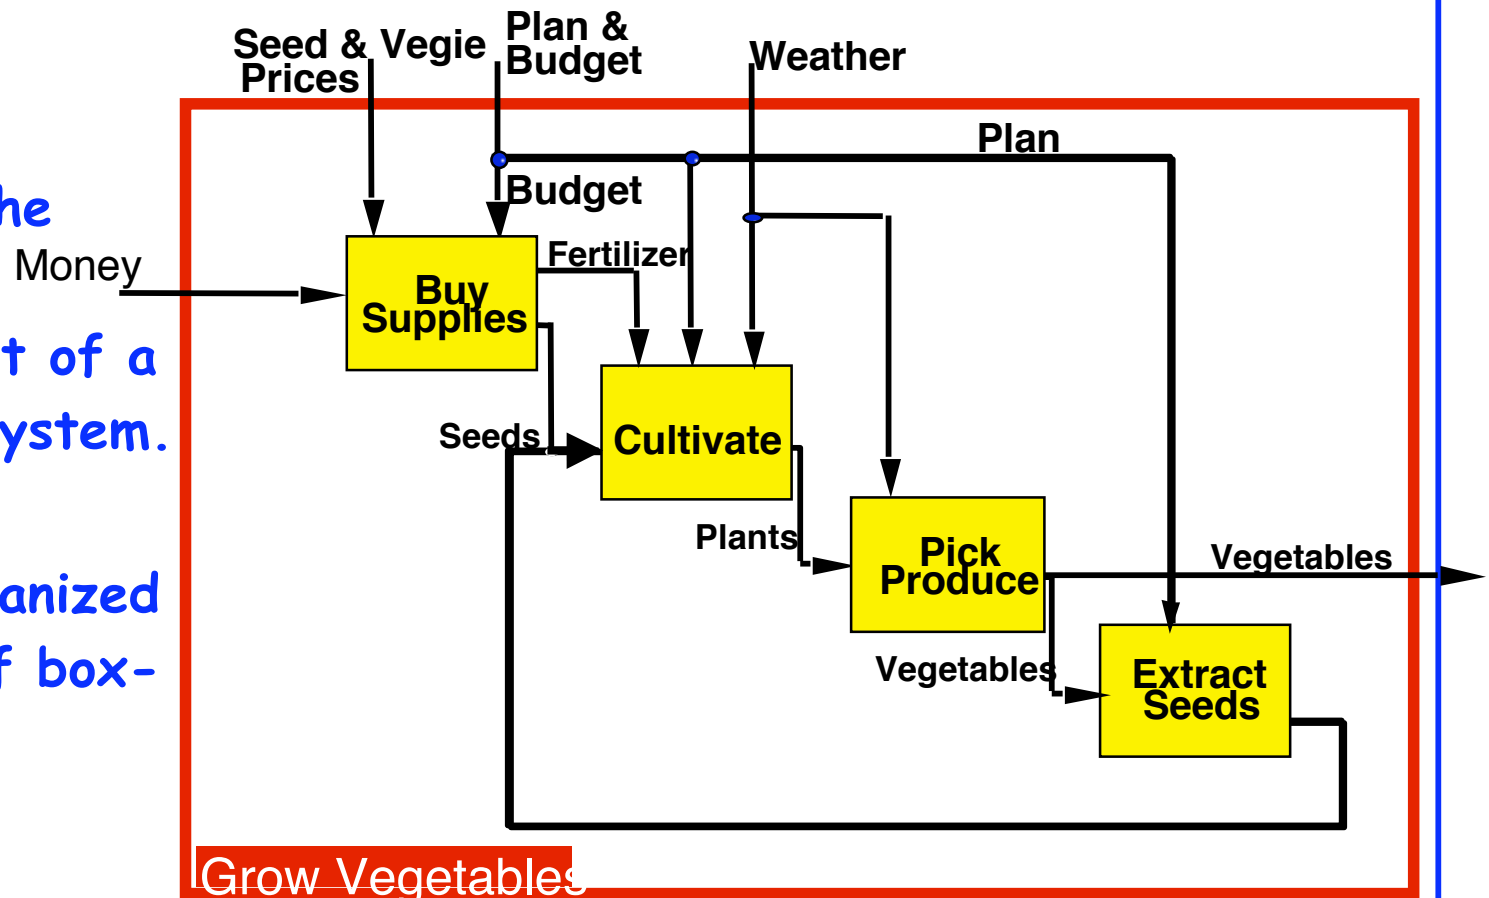 Seed & Vegie
Prices
Plan &
Budget
Weather
Plan
Budget
he
Money
Fertilizer
Buy
Supplies
t of a
ystem.
Seeds
Cultivate
Plants
Pick
Produce
Vegetables
anized
f box-
Vegetables
Extract
Seeds
Grow Vegetables